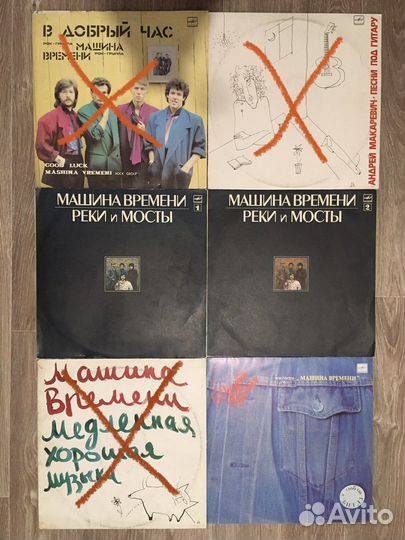 В ДОБРЫЙ ЧАС
РОК-ГРУППА МАШИНА
ВРЕМЕНИ РОК-ГРУППА
GOOD LUCK
MASHINA VREMENI ROCK GROUP
АНДРЕЙ МАКАРЕВИЧ • ПЕСНИ ПОД ГИТАРУ
МАШИНА ВРЕМЕНИ
РЕКИ и МОСТЫ
1
МАШИНА ВРЕМЕНИ
РЕКИ и МОСТЫ
2
Машина
Времени
Медленная
хорошая
музыка
"МАШИНА ВРЕМЕНИ"
Avito